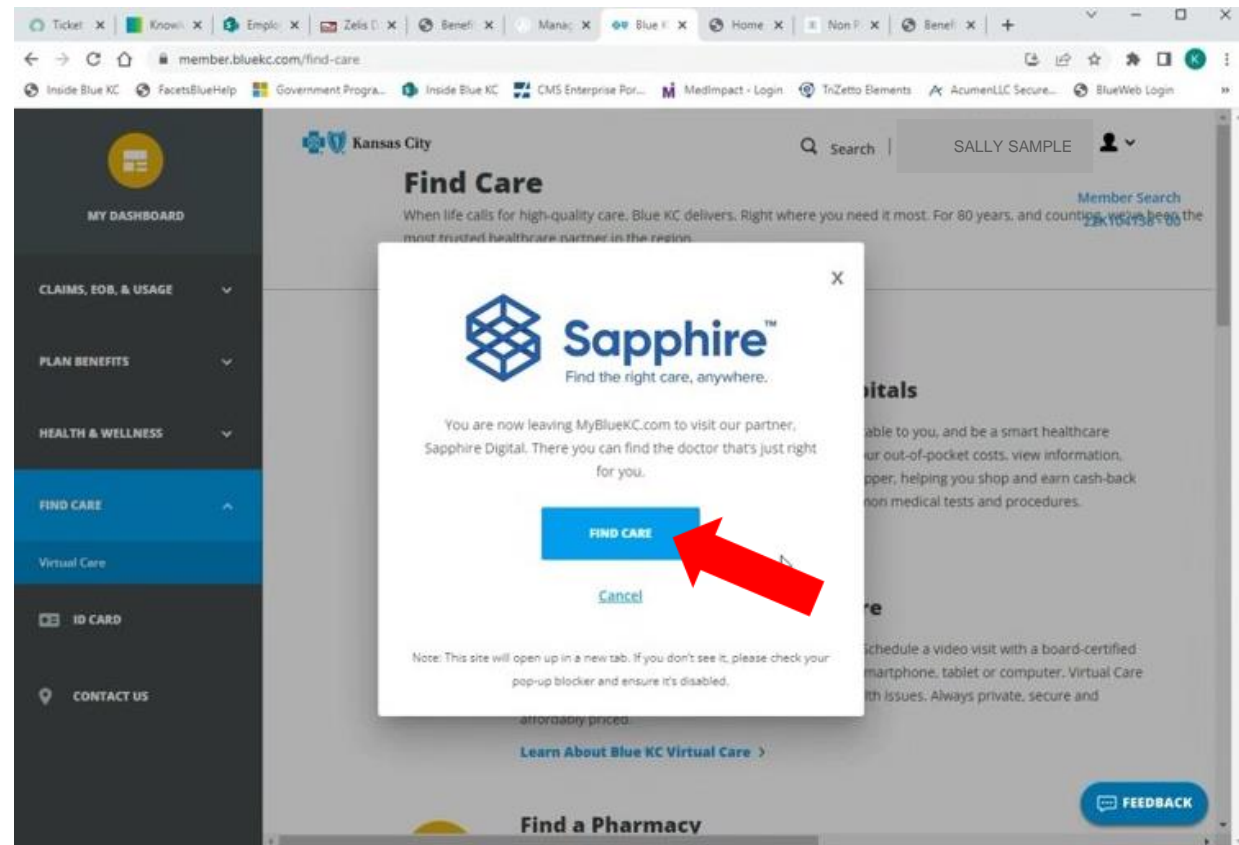 Ticket
Know
Emplo
Zelis D
Benefi
Manag
Blue K
Home
Non P
Benefi
member.bluekc.com/find-care
K
Inside Blue KC
FacetsBlueHelp
Government Progra...
Inside Blue KC
CMS Enterprise Por...
MedImpact - Login
TriZetto Elements
AcumenLLC Secure...
BlueWeb Login
MY DASHBOARD
CLAIMS, EOB, & USAGE
PLAN BENEFITS
HEALTH & WELLNESS
FIND CARE
Virtual Care
ID CARD
CONTACT US
Kansas City
Search | SALLY SAMPLE
Find Care
Member Search
When life calls for high-quality care, Blue KC delivers. Right where you need it most. For 80 years, and counting, we've been the
most trusted healthcare partner in the region.
X
Sapphire™
Find the right care, anywhere.
You are now leaving MyBlueKC.com to visit our partner,
Sapphire Digital. There you can find the doctor that's just right
for you.
FIND CARE
Cancel
Note: This site will open up in a new tab. If you don't see it, please check your
pop-up blocker and ensure it's disabled.
pitals
able to you, and be a smart healthcare
ur out-of-pocket costs, view information,
pper, helping you shop and earn cash-back
non medical tests and procedures.
re
Schedule a video visit with a board-certified
martphone, tablet or computer. Virtual Care
lth issues. Always private, secure and
affordably priced.
Learn About Blue KC Virtual Care >
Find a Pharmacy
FEEDBACK